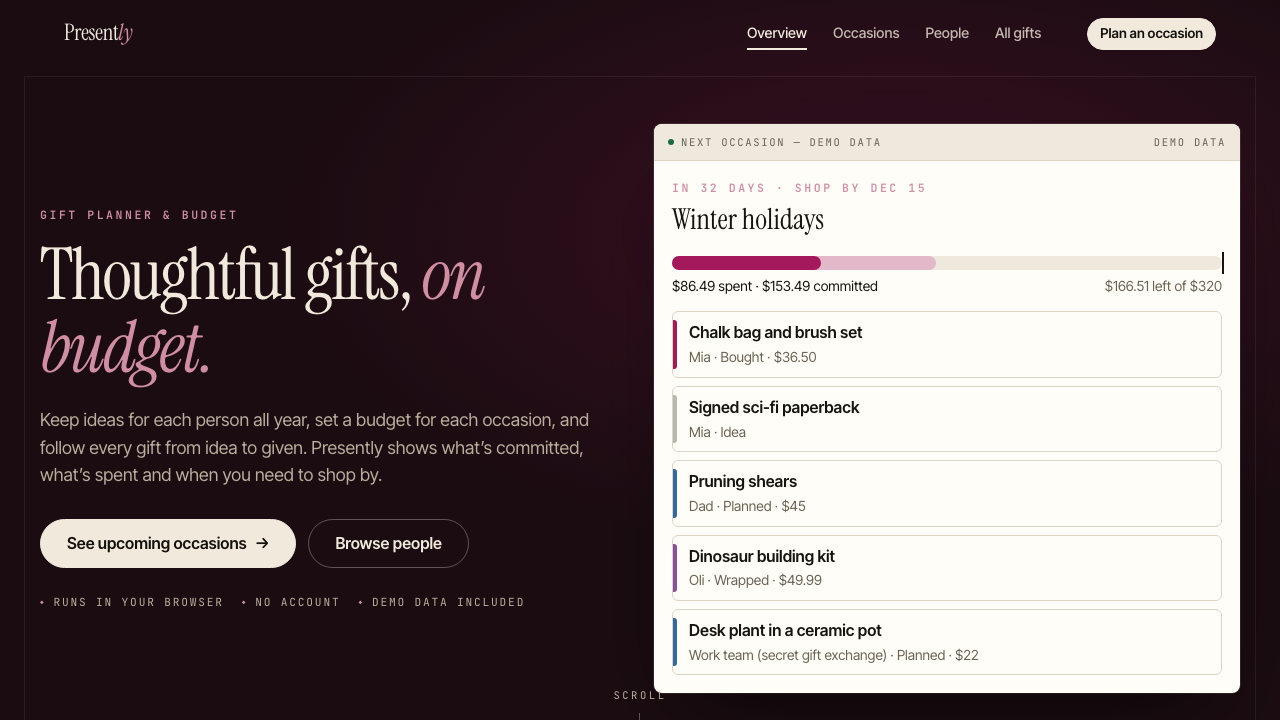 Presently
Overview
Occasions
People
All gifts
Plan an occasion
GIFT PLANNER & BUDGET
Thoughtful gifts, on
budget.
Keep ideas for each person all year, set a budget for each occasion, and
follow every gift from idea to given. Presently shows what’s committed,
what’s spent and when you need to shop by.
See upcoming occasions →
Browse people
RUNS IN YOUR BROWSER
NO ACCOUNT
DEMO DATA INCLUDED
NEXT OCCASION — DEMO DATA
DEMO DATA
IN 32 DAYS · SHOP BY DEC 15
Winter holidays
$86.49 spent · $153.49 committed
$166.51 left of $320
Chalk bag and brush set
Mia · Bought · $36.50
Signed sci-fi paperback
Mia · Idea
Pruning shears
Dad · Planned · $45
Dinosaur building kit
Oli · Wrapped · $49.99
Desk plant in a ceramic pot
Work team (secret gift exchange) · Planned · $22
SCROLL